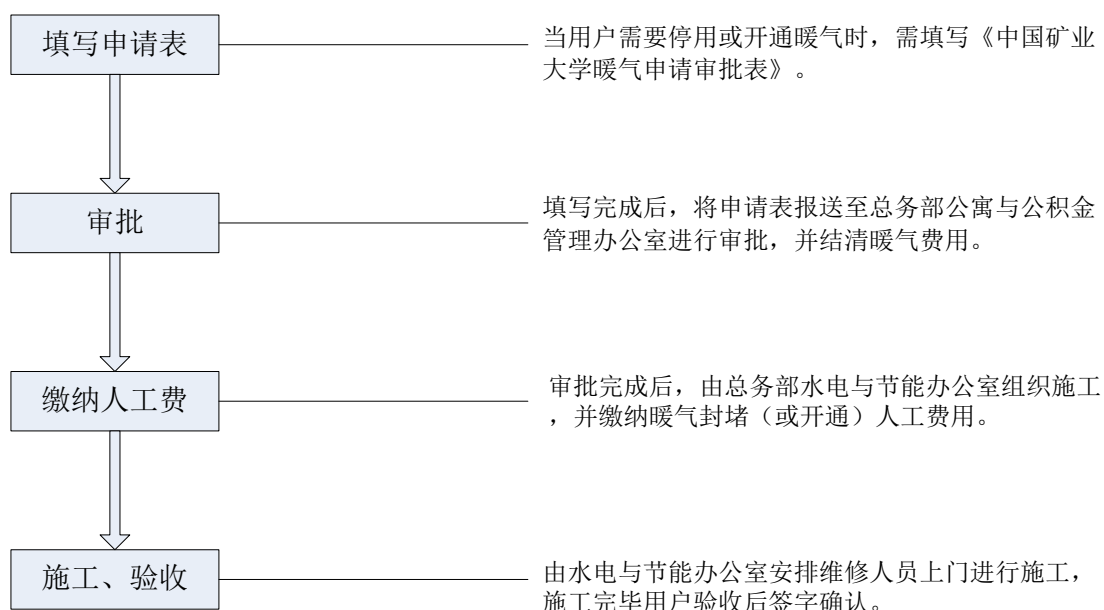 填写申请表
当用户需要停用或开通暖气时，需填写《中国矿业
大学暖气申请审批表》。
审批
填写完成后，将申请表报送至总务部公寓与公积金
管理办公室进行审批，并结清暖气费用。
缴纳人工费
审批完成后，由总务部水电与节能办公室组织施工
，并缴纳暖气封堵（或开通）人工费用。
施工、验收
由水电与节能办公室安排维修人员上门进行施工，
施工完毕用户验收后签字确认。